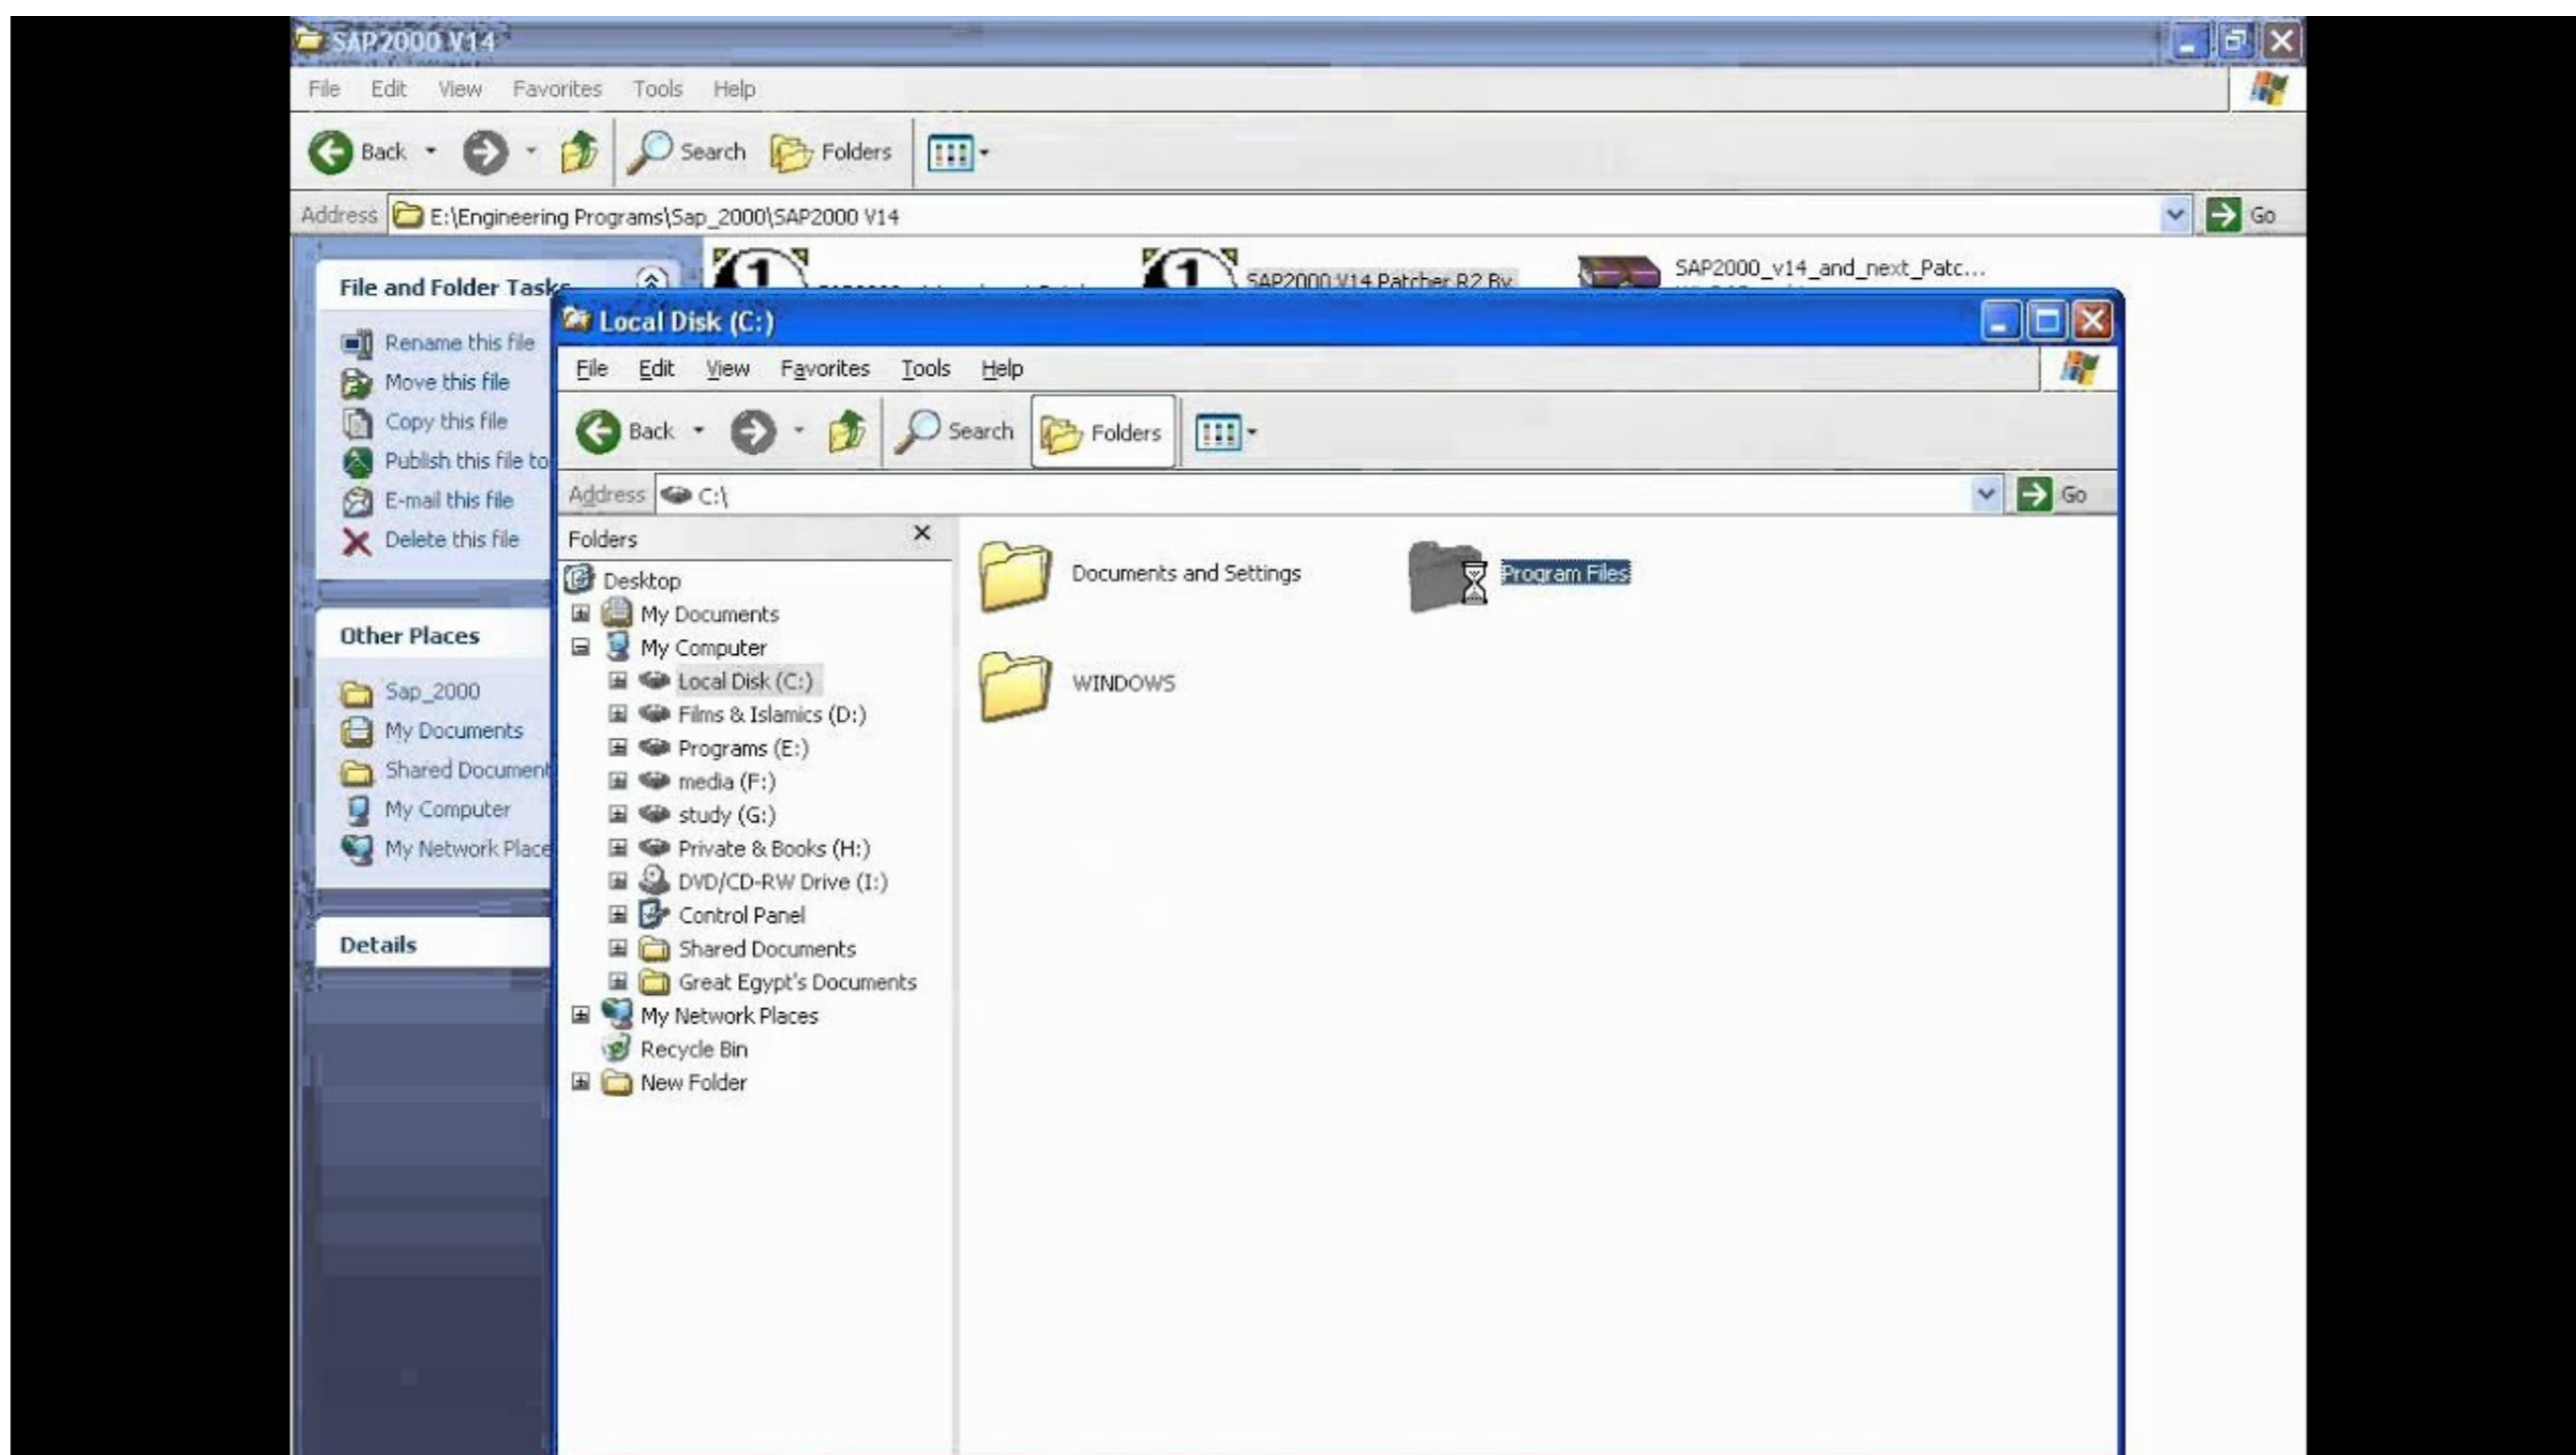 SAP2000 V14
File Edit View Favorites Tools Help
Back Search Folders
Address E:\Engineering Programs\Sap_2000\SAP2000 V14 Go
File and Folder Tasks
SAP2000 V14 Patcher R2 By
SAP2000_v14_and_next_Patc...
Rename this file
Move this file
Copy this file
Publish this file to
E-mail this file
Delete this file
Other Places
Sap_2000
My Documents
Shared Document
My Computer
My Network Place
Details
Local Disk (C:)
File Edit View Favorites Tools Help
Back Search Folders
Address C:\ Go
Folders
Desktop
My Documents
My Computer
Local Disk (C:)
Films & Islamics (D:)
Programs (E:)
media (F:)
study (G:)
Private & Books (H:)
DVD/CD-RW Drive (I:)
Control Panel
Shared Documents
Great Egypt's Documents
My Network Places
Recycle Bin
New Folder
Documents and Settings
Program Files
WINDOWS